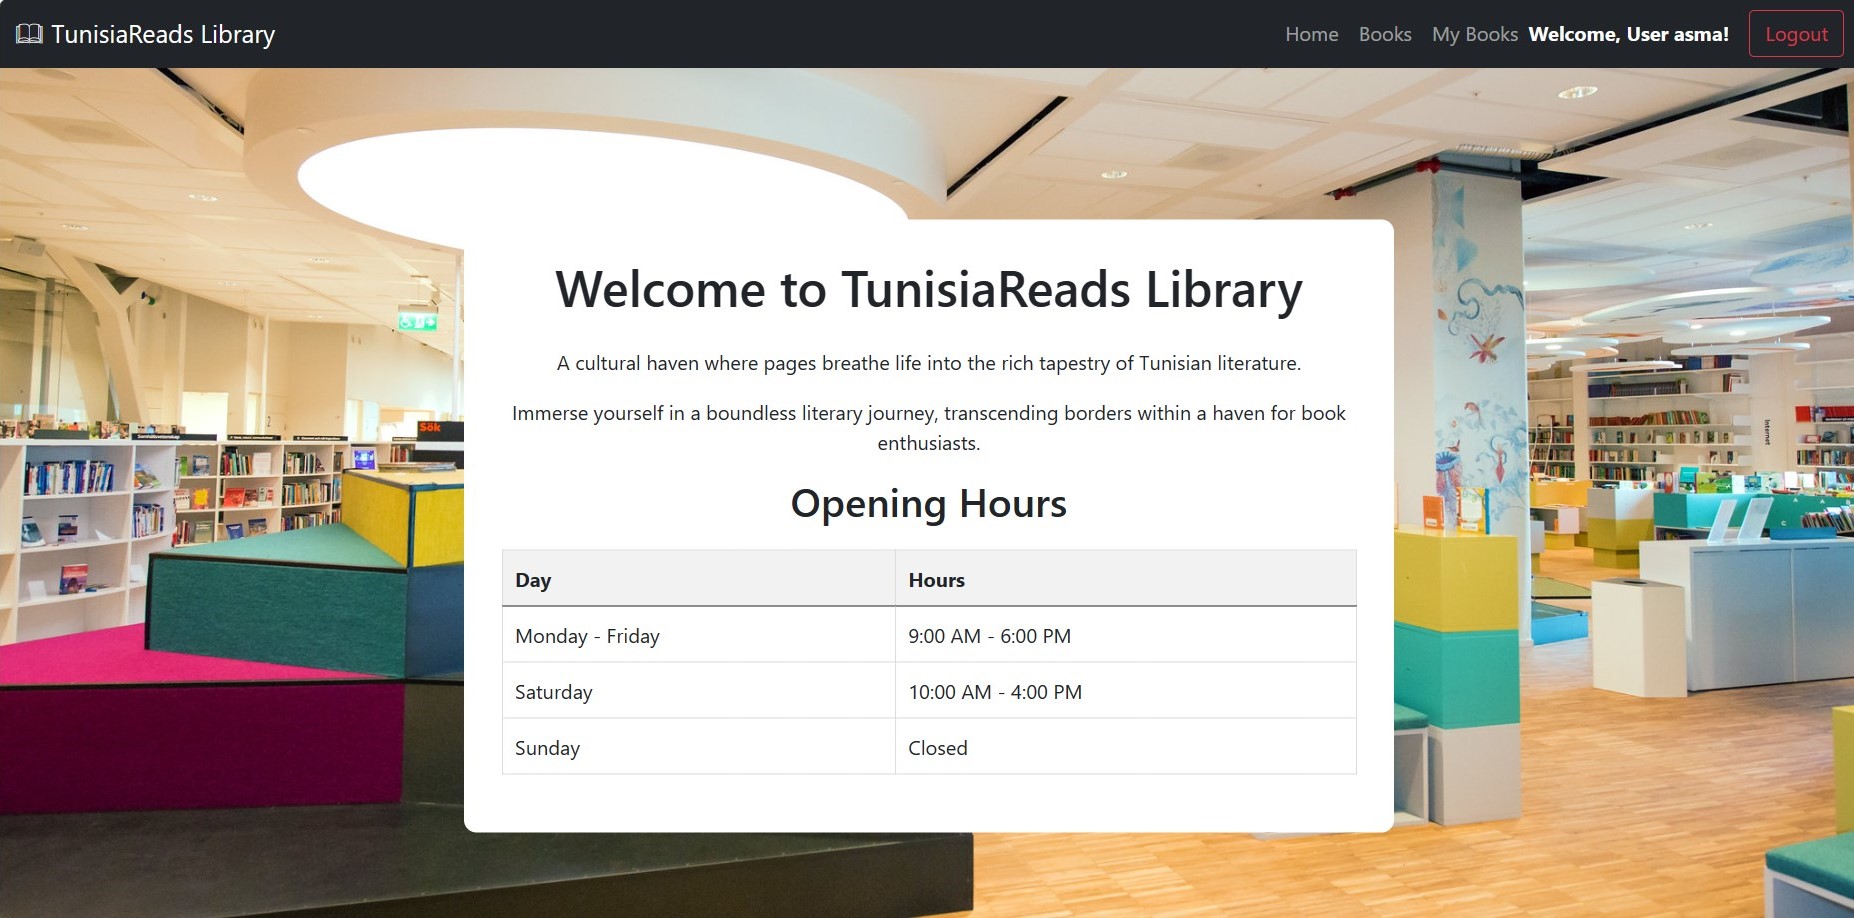 TunisiaReads Library
Home Books My Books Welcome, User asma! Logout
Welcome to TunisiaReads Library
A cultural haven where pages breathe life into the rich tapestry of Tunisian literature.
Immerse yourself in a boundless literary journey, transcending borders within a haven for book
enthusiasts.
Opening Hours
Day Hours
Monday - Friday 9:00 AM - 6:00 PM
Saturday 10:00 AM - 4:00 PM
Sunday Closed
Sök
Samhällsvetenskap
Internet